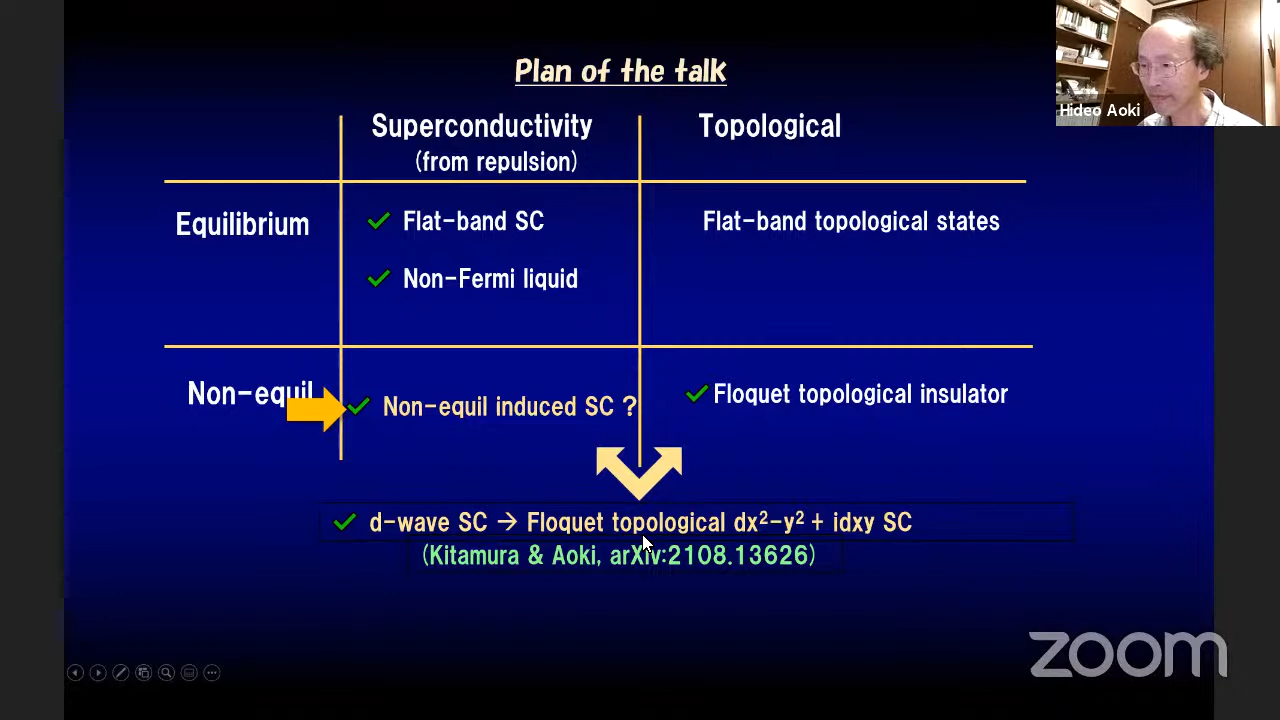 Plan of the talk
Hideo Aoki
Superconductivity
(from repulsion)
Topological
Equilibrium
✓ Flat-band SC
Flat-band topological states
✓ Non-Fermi liquid
Non-equil
✓ Non-equil induced SC ?
✓ Floquet topological insulator
✓ d-wave SC → Floquet topological dx²-y² + idxy SC
(Kitamura & Aoki, arXiv:2108.13626)
zoom